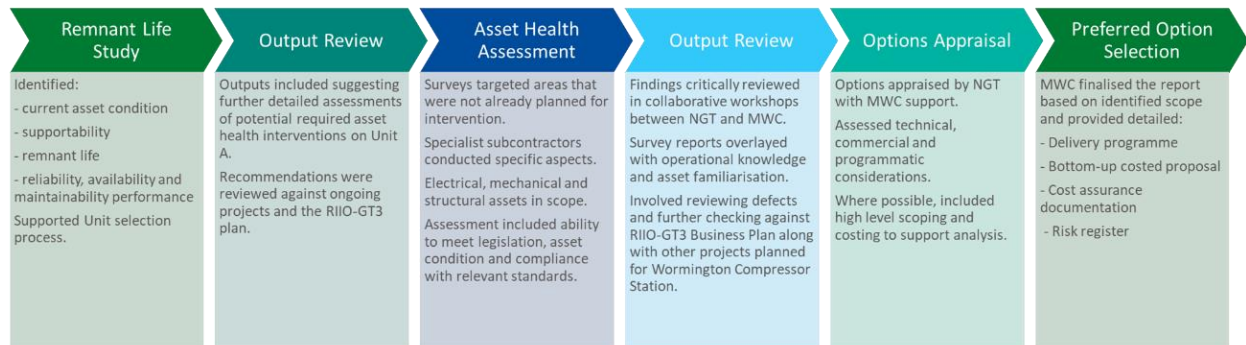 Remnant Life
Study
Identified:
- current asset condition
- supportability
- remnant life
- reliability, availability and
maintainability performance
Supported Unit selection
process.
Output Review
Outputs included suggesting
further detailed assessments
of potential required asset
health interventions on Unit
A.
Recommendations were
reviewed against ongoing
projects and the RIIO-GT3
plan.
Asset Health
Assessment
Surveys targeted areas that
were not already planned for
intervention.
Specialist subcontractors
conducted specific aspects.
Electrical, mechanical and
structural assets in scope.
Assessment included ability
to meet legislation, asset
condition and compliance
with relevant standards.
Output Review
Findings critically reviewed
in collaborative workshops
between NGT and MWC.
Survey reports overlayed
with operational knowledge
and asset familiarisation.
Involved reviewing defects
and further checking against
RIIO-GT3 Business Plan along
with other projects planned
for Wormington Compressor
Station.
Options Appraisal
Options appraised by NGT
with MWC support.
Assessed technical,
commercial and
programmatic
considerations.
Where possible, included
high level scoping and
costing to support analysis.
Preferred Option
Selection
MWC finalised the report
based on identified scope
and provided detailed:
- Delivery programme
- Bottom-up costed proposal
- Cost assurance
documentation
- Risk register